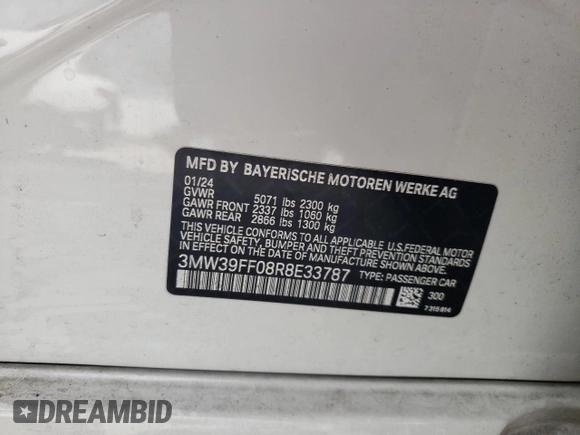 MFD BY BAYERISCHE MOTOREN WERKE AG
01/24
GVWR 5071 lbs 2300 kg
GAWR FRONT 2337 lbs 1060 kg
GAWR REAR 2866 lbs 1300 kg
THIS VEHICLE CONFORMS TO ALL APPLICABLE U.S.FEDERAL MOTOR
VEHICLE SAFETY, BUMPER AND THEFT PREVENTION STANDARDS
IN EFFECT ON THE DATE OF MANUFACTURE SHOWN ABOVE.
3MW39FF08R8E33787 TYPE: PASSENGER CAR
300
7315814
DREAMBID